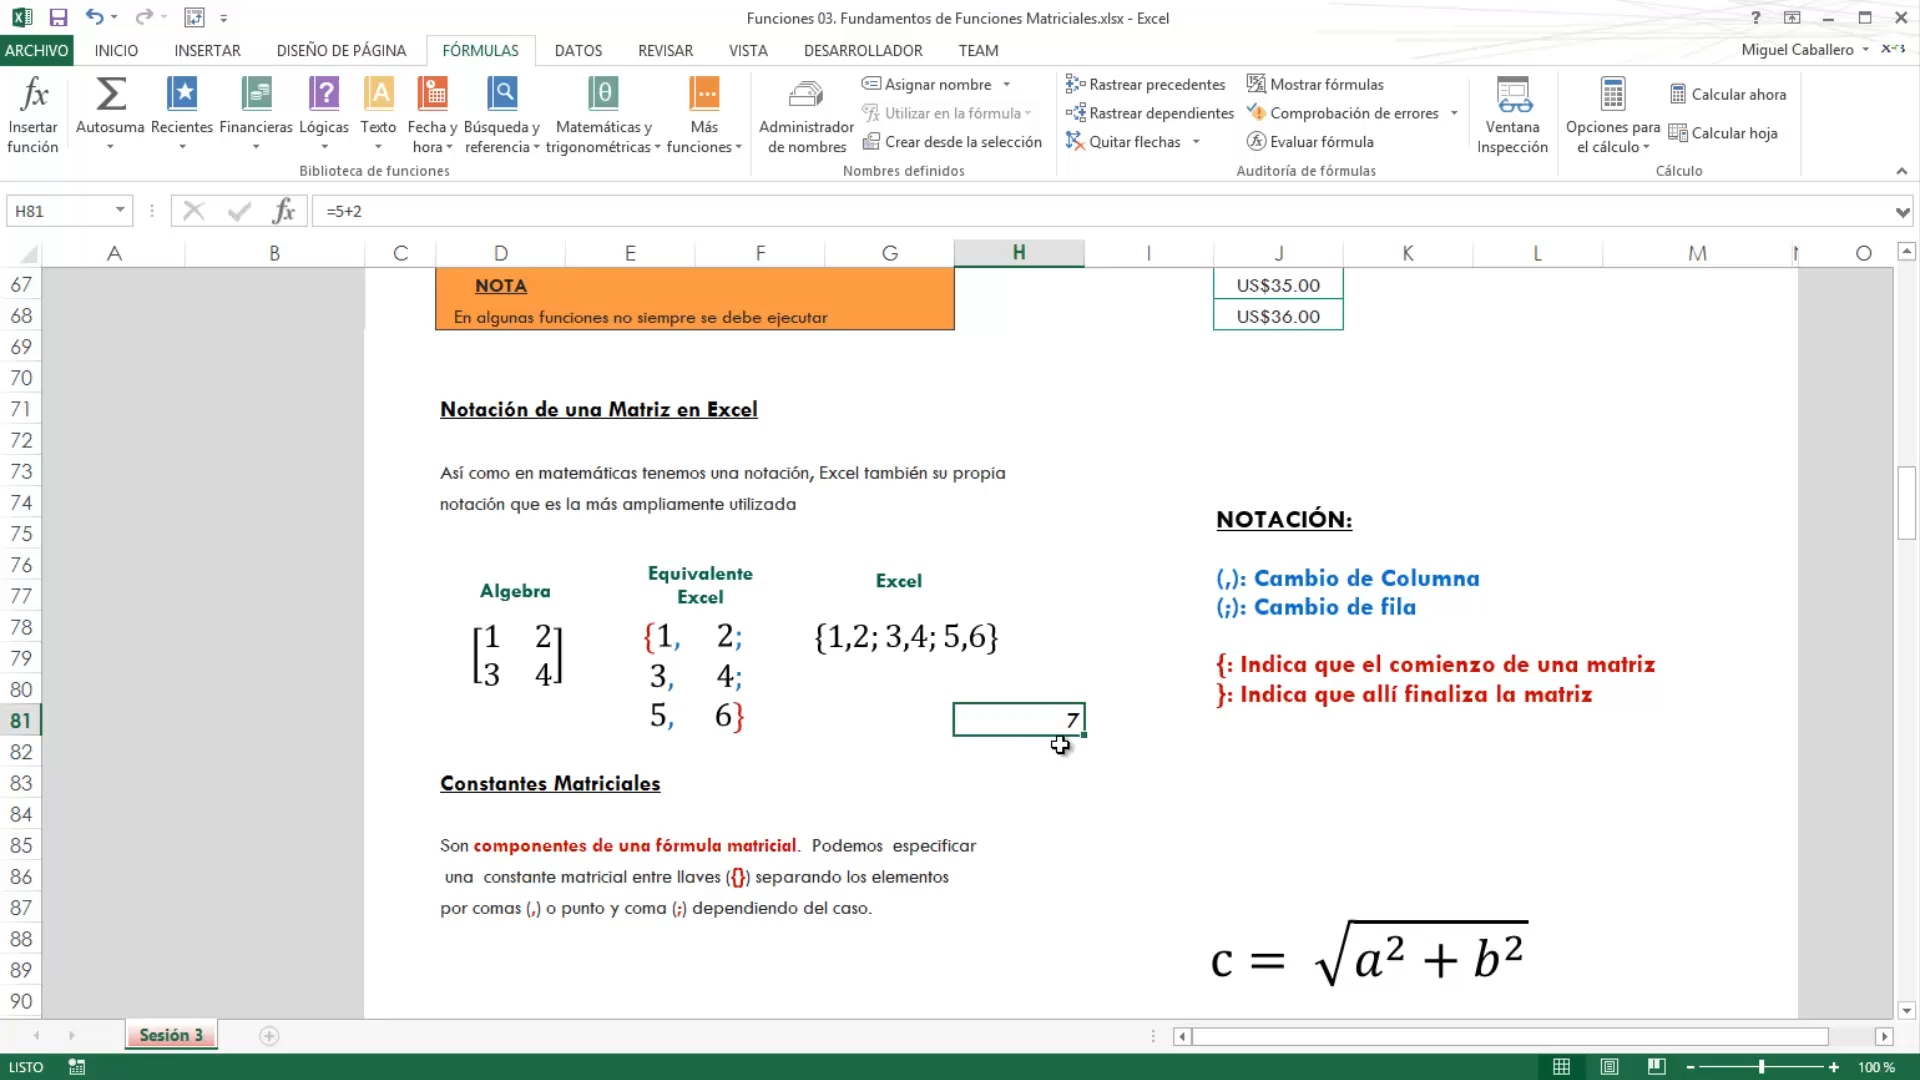 Funciones 03. Fundamentos de Funciones Matriciales.xlsx - Excel
?
ARCHIVO INICIO INSERTAR DISEÑO DE PÁGINA FÓRMULAS DATOS REVISAR VISTA DESARROLLADOR TEAM
Miguel Caballero
fx Insertar función
Autosuma
Recientes
Financieras
Lógicas
Texto
Fecha y hora
Búsqueda y referencia
Matemáticas y trigonométricas
Más funciones
Biblioteca de funciones
Administrador de nombres
Asignar nombre
Utilizar en la fórmula
Crear desde la selección
Nombres definidos
Rastrear precedentes
Rastrear dependientes
Quitar flechas
Mostrar fórmulas
Comprobación de errores
Evaluar fórmula
Auditoría de fórmulas
Ventana Inspección
Opciones para el cálculo
Calcular ahora
Calcular hoja
Cálculo
H81
fx
=5+2
A B C D E F G H I J K L M N O
67
68
69
70
71
72
73
74
75
76
77
78
79
80
81
82
83
84
85
86
87
88
89
90
NOTA
En algunas funciones no siempre se debe ejecutar
US$35.00
US$36.00
Notación de una Matriz en Excel
Así como en matemáticas tenemos una notación, Excel también su propia
notación que es la más ampliamente utilizada
NOTACIÓN:
(,): Cambio de Columna
(;): Cambio de fila
{: Indica que el comienzo de una matriz
}: Indica que allí finaliza la matriz
Algebra
[1 2]
[3 4]
Equivalente
Excel
{1, 2;
3, 4;
5, 6}
Excel
{1,2; 3,4; 5,6}
7
Constantes Matriciales
Son componentes de una fórmula matricial. Podemos especificar
una constante matricial entre llaves ({}) separando los elementos
por comas (,) o punto y coma (;) dependiendo del caso.
c = √a² + b²
Sesión 3
LISTO
100 %